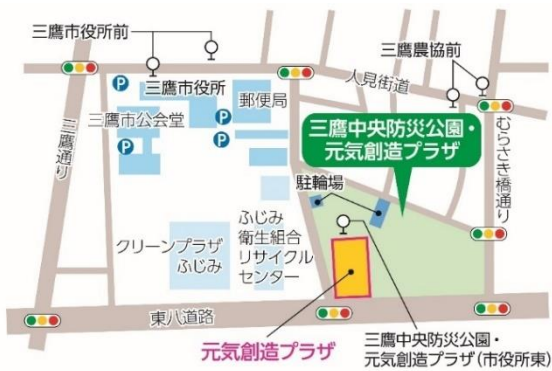 三鷹市役所前
三鷹農協前
人見街道
三鷹市役所
郵便局
三鷹市公会堂
P
P
P
P
三鷹通り
むらさき橋通り
三鷹中央防災公園・
元気創造プラザ
駐輪場
クリーンプラザ
ふじみ
ふじみ
衛生組合
リサイクル
センター
東八道路
元気創造プラザ
三鷹中央防災公園・
元気創造プラザ(市役所東)